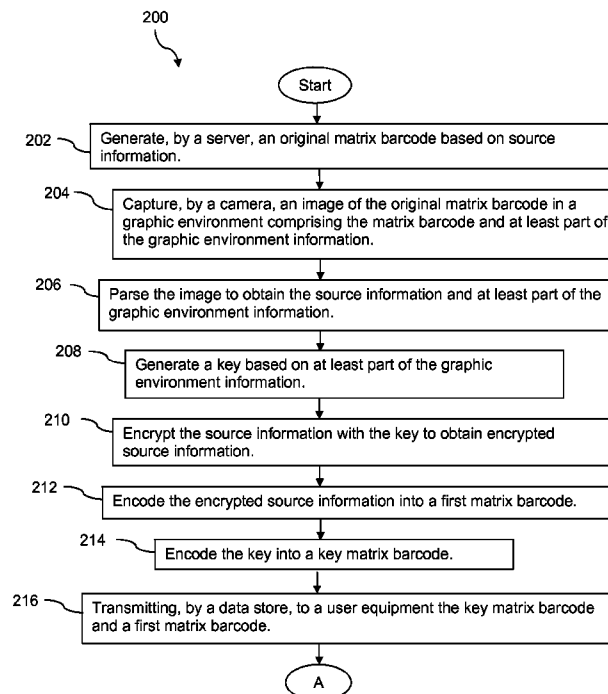 200
Start
202
Generate, by a server, an original matrix barcode based on source
information.
204
Capture, by a camera, an image of the original matrix barcode in a
graphic environment comprising the matrix barcode and at least part of
the graphic environment information.
206
Parse the image to obtain the source information and at least part of the
graphic environment information.
208
Generate a key based on at least part of the graphic
environment information.
210
Encrypt the source information with the key to obtain encrypted
source information.
212
Encode the encrypted source information into a first matrix barcode.
214
Encode the key into a key matrix barcode.
216
Transmitting, by a data store, to a user equipment the key matrix barcode
and a first matrix barcode.
A